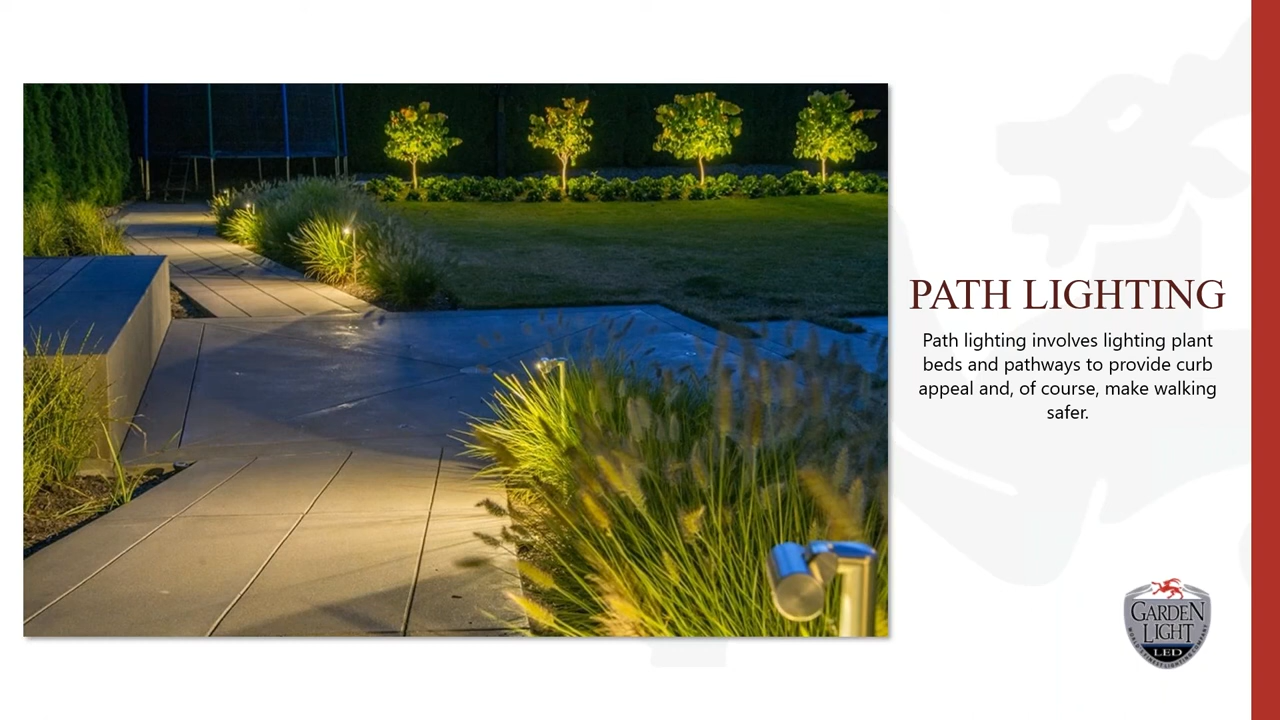 PATH LIGHTING
Path lighting involves lighting plant
beds and pathways to provide curb
appeal and, of course, make walking
safer.
GARDEN
LIGHT
LED